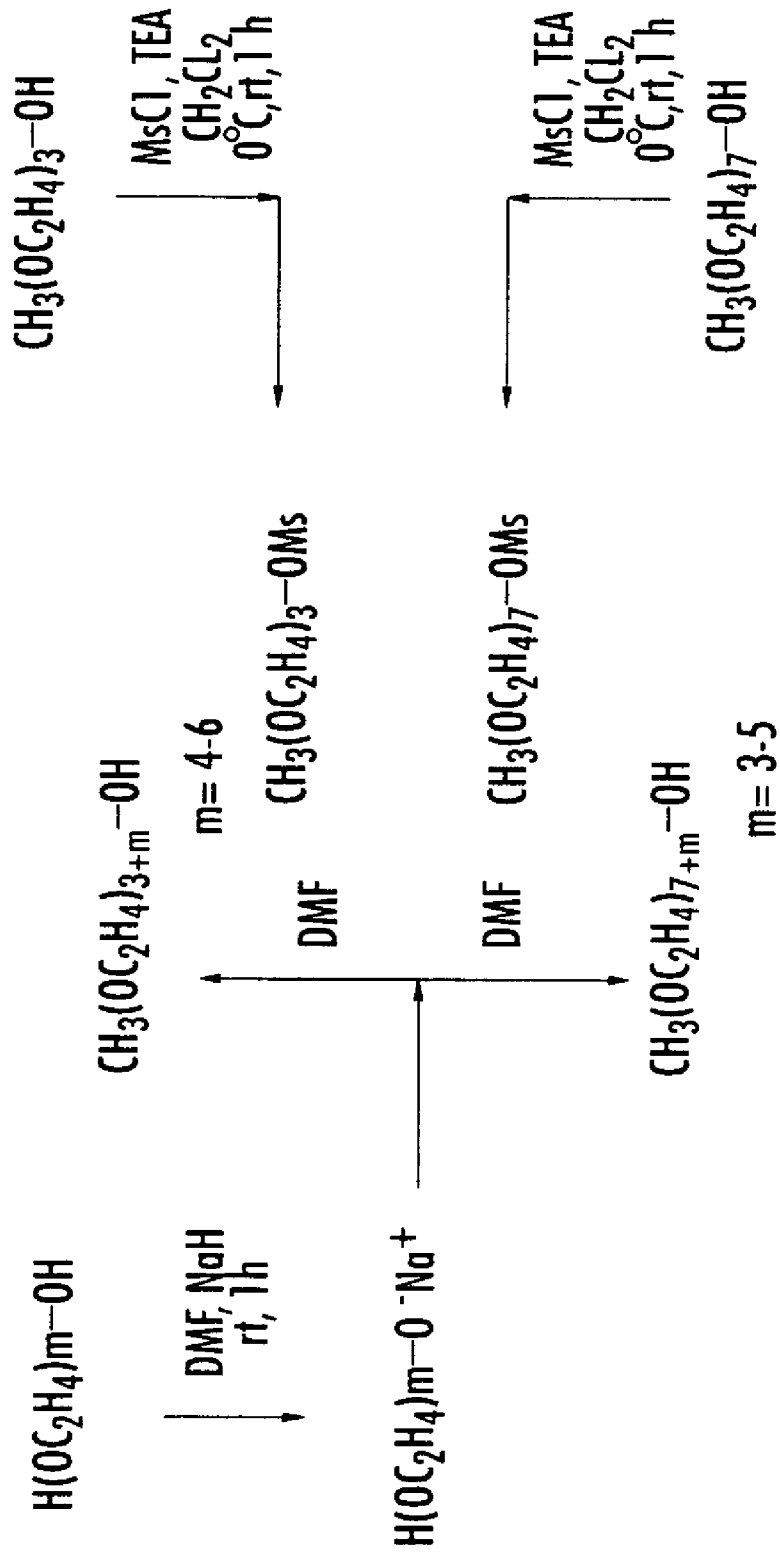 H(OC₂H₄)m—OH
DMF, NaH
rt, 1h
H(OC₂H₄)m—O⁻Na⁺
CH₃(OC₂H₄)₃₊ₘ—OH
m= 4-6
DMF
DMF
CH₃(OC₂H₄)₇₊ₘ—OH
m= 3-5
CH₃(OC₂H₄)₃—OMs
CH₃(OC₂H₄)₇—OMs
CH₃(OC₂H₄)₃—OH
MsC1, TEA
CH₂CL₂
0°C,rt, 1 h
MsC1, TEA
CH₂CL₂
0°C,rt, 1 h
CH₃(OC₂H₄)₇—OH